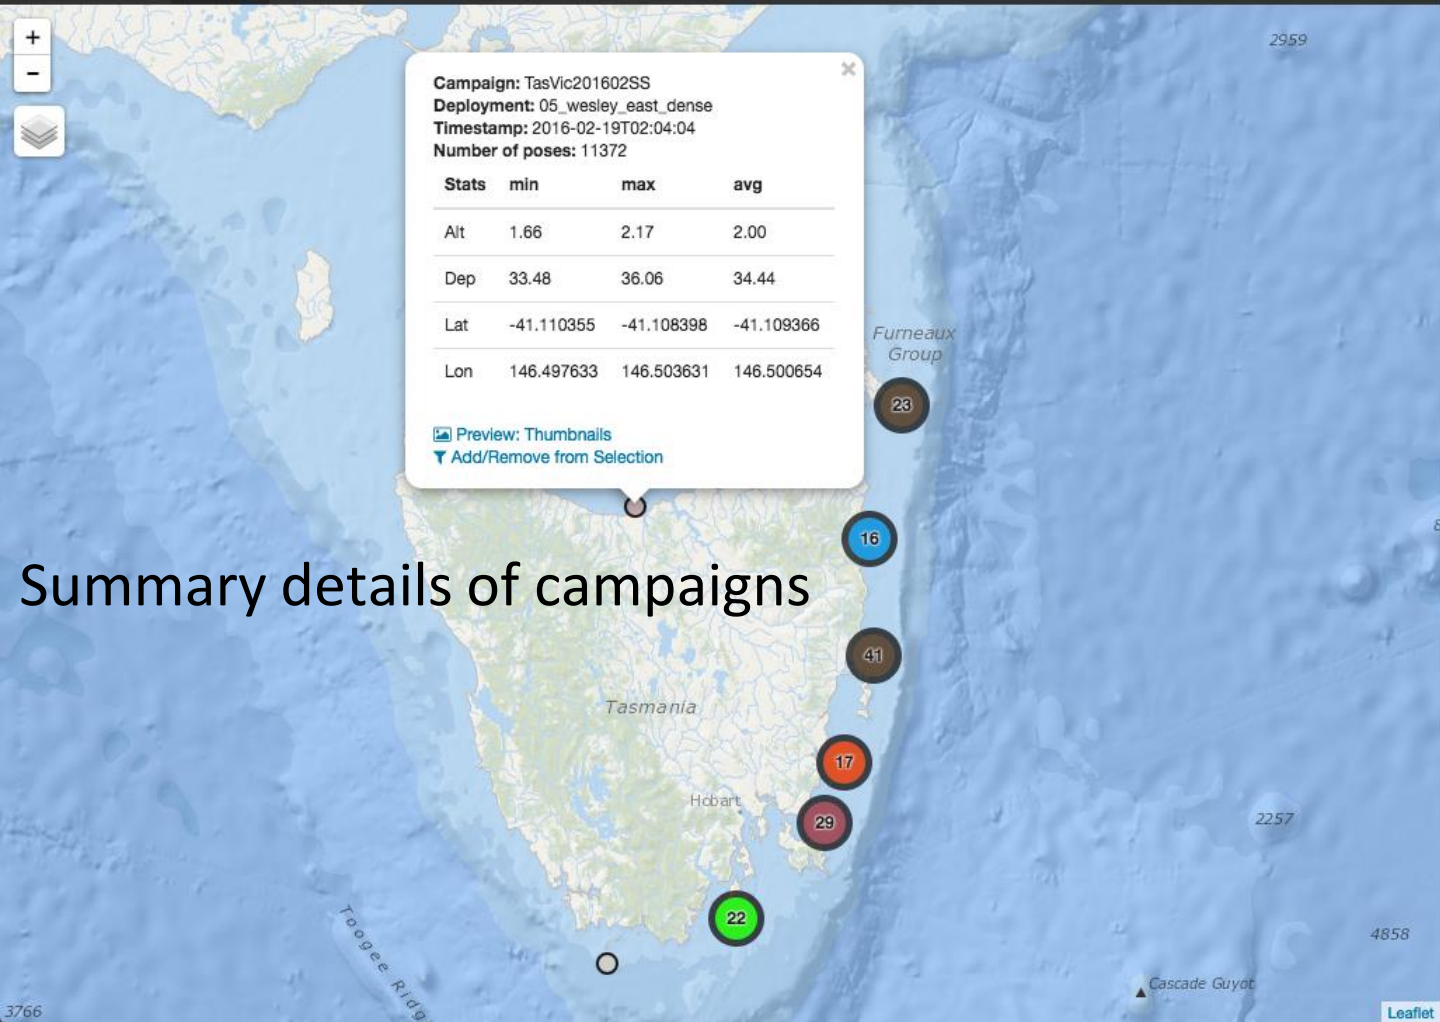 +
2959
−
Campaign: TasVic201602SS ×
Deployment: 05_wesley_east_dense
Timestamp: 2016-02-19T02:04:04
Number of poses: 11372
Stats min max avg
Alt 1.66 2.17 2.00
Dep 33.48 36.06 34.44
Lat -41.110355 -41.108398 -41.109366
Lon 146.497633 146.503631 146.500654
Preview: Thumbnails
Add/Remove from Selection
Furneaux
Group
23
16
Summary details of campaigns
41
Tasmania
17
Hobart
29
2257
22
4858
Toogee Ridg
Cascade Guyot
3766
Leaflet